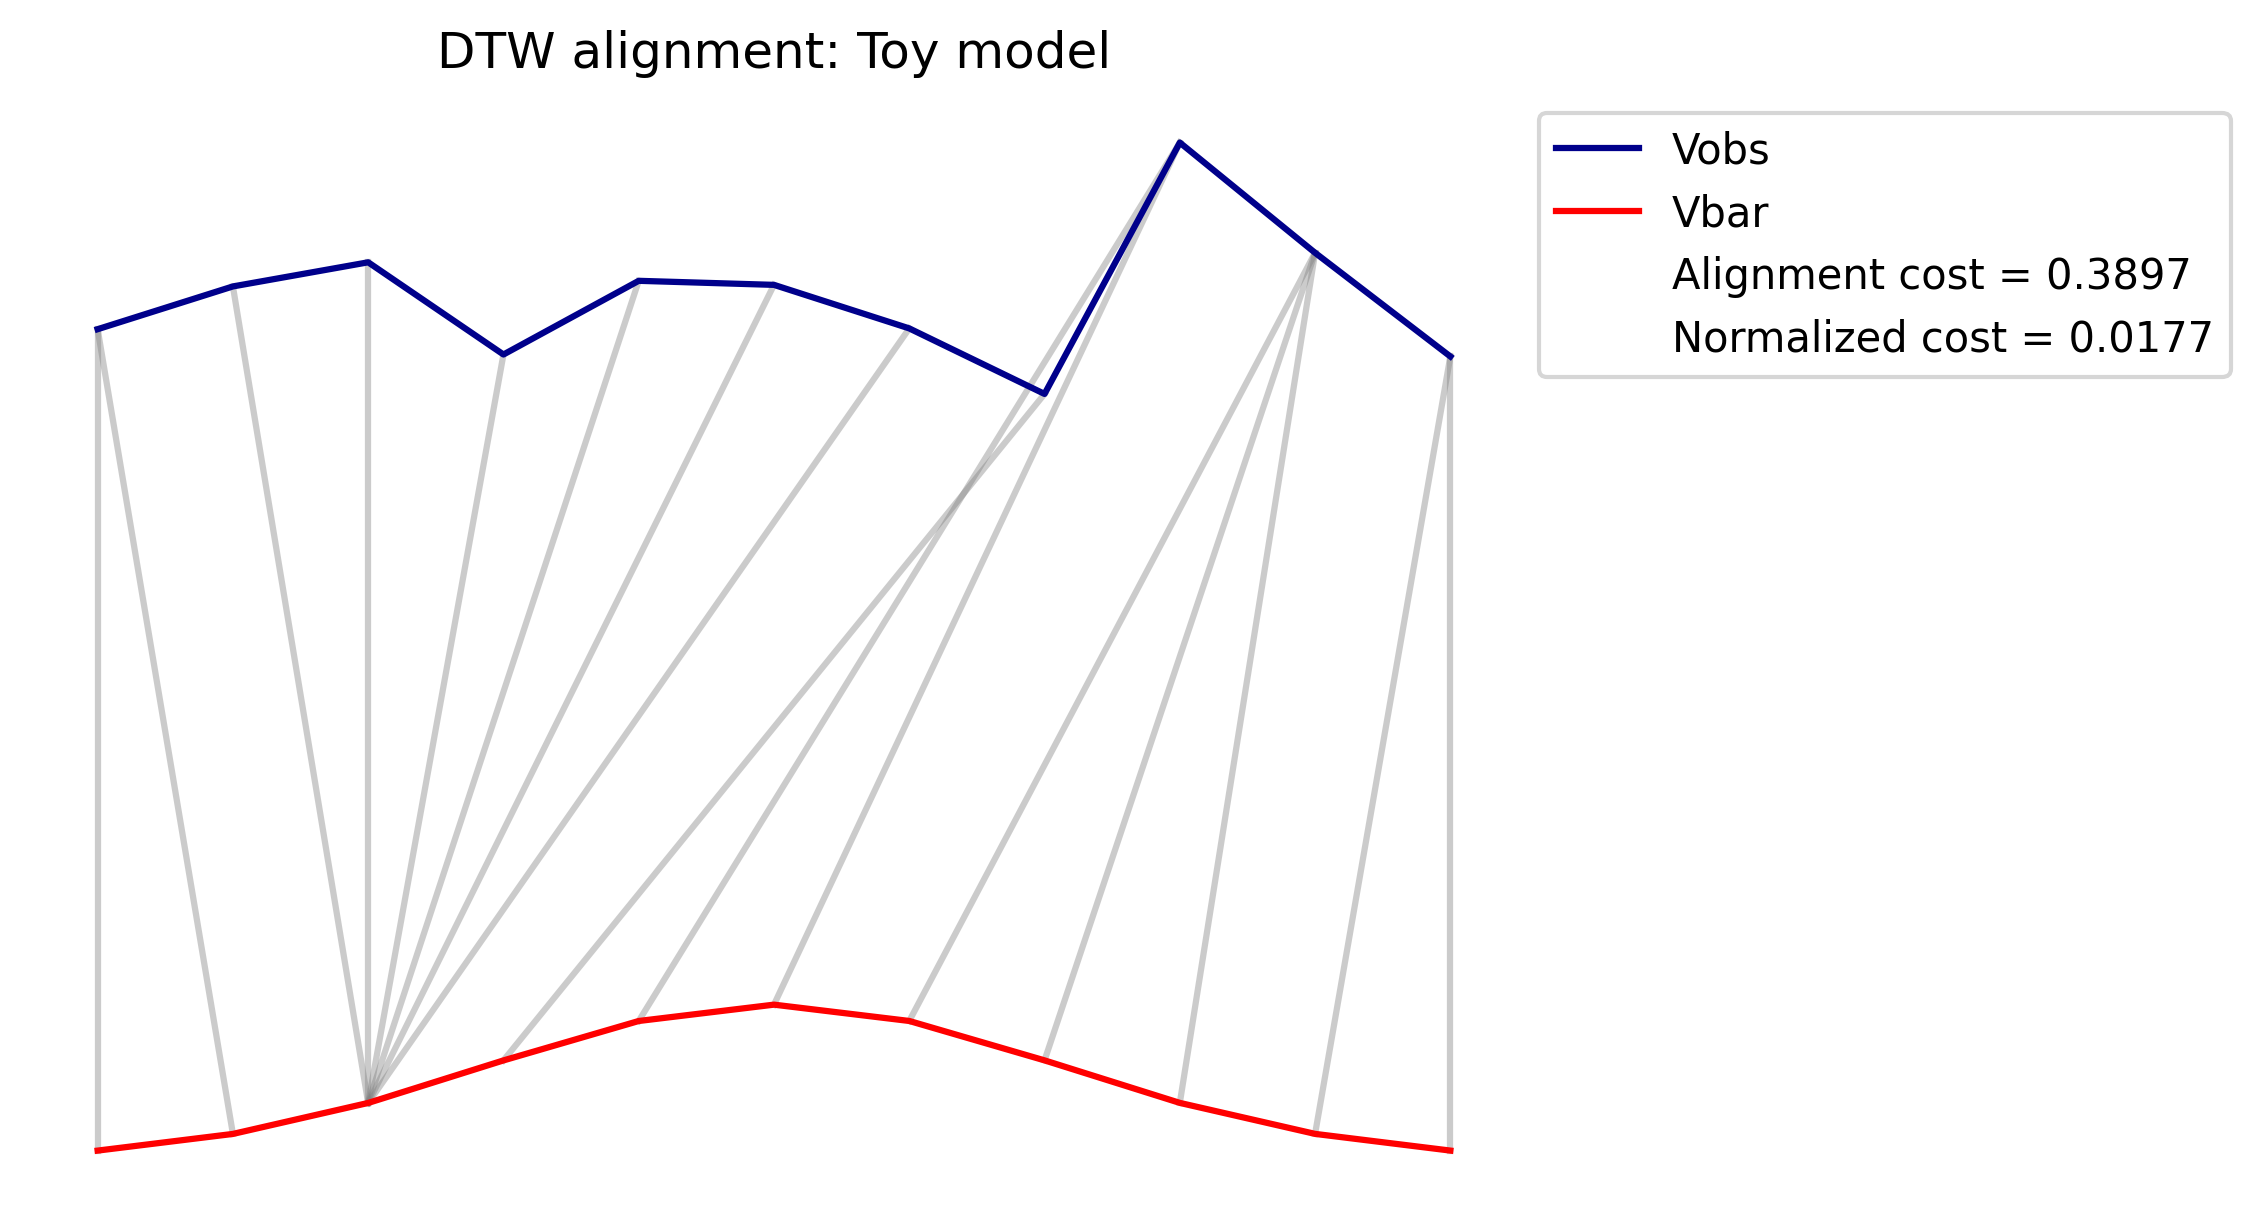 DTW alignment: Toy model
Vobs
Vbar
Alignment cost = 0.3897
Normalized cost = 0.0177